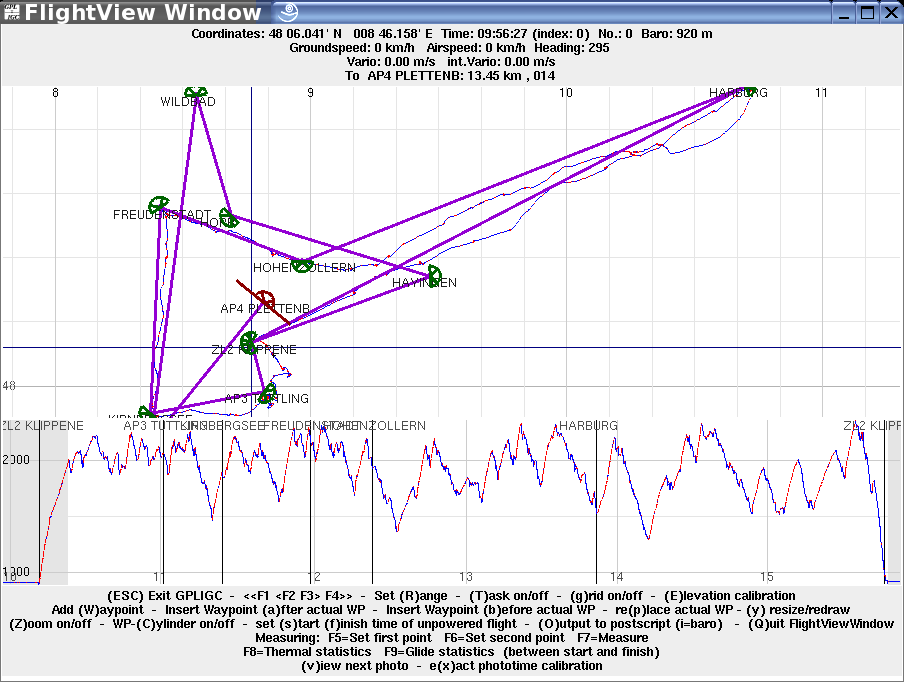 FlightView Window
Coordinates: 48 06.041' N 008 46.158' E Time: 09:56:27 (index: 0) No.: 0 Baro: 920 m
Groundspeed: 0 km/h Airspeed: 0 km/h Heading: 295
Vario: 0.00 m/s int.Vario: 0.00 m/s
To AP4 PLETTENB: 13.45 km , 014
8 9 10 11
WILDBAD HARBURG
FREUDENSTADT HORB
HOHENZOLLERN
HAYINGEN
AP4 PLETTENB
ZL2 KLIPPENE
48
AP3 TUTTLING
KIRNBERGSEE
ZL2 KLIPPENE AP3 TUTTLING KIRNBERGSEE FREUDENSTADT HOHENZOLLERN HARBURG ZL2 KLIPP
2000
1000
10 11 12 13 14 15
(ESC) Exit GPLIGC - <<F1 <F2 F3> F4>> - Set (R)ange - (T)ask on/off - (g)rid on/off - (E)levation calibration
Add (W)aypoint - Insert Waypoint (a)fter actual WP - Insert Waypoint (b)efore actual WP - re(p)lace actual WP - (y) resize/redraw
(Z)oom on/off - WP-(C)ylinder on/off - set (s)tart (f)inish time of unpowered flight - (O)utput to postscript (i=baro) - (Q)uit FlightViewWindow
Measuring: F5=Set first point F6=Set second point F7=Measure
F8=Thermal statistics F9=Glide statistics (between start and finish)
(v)iew next photo - e(x)act phototime calibration